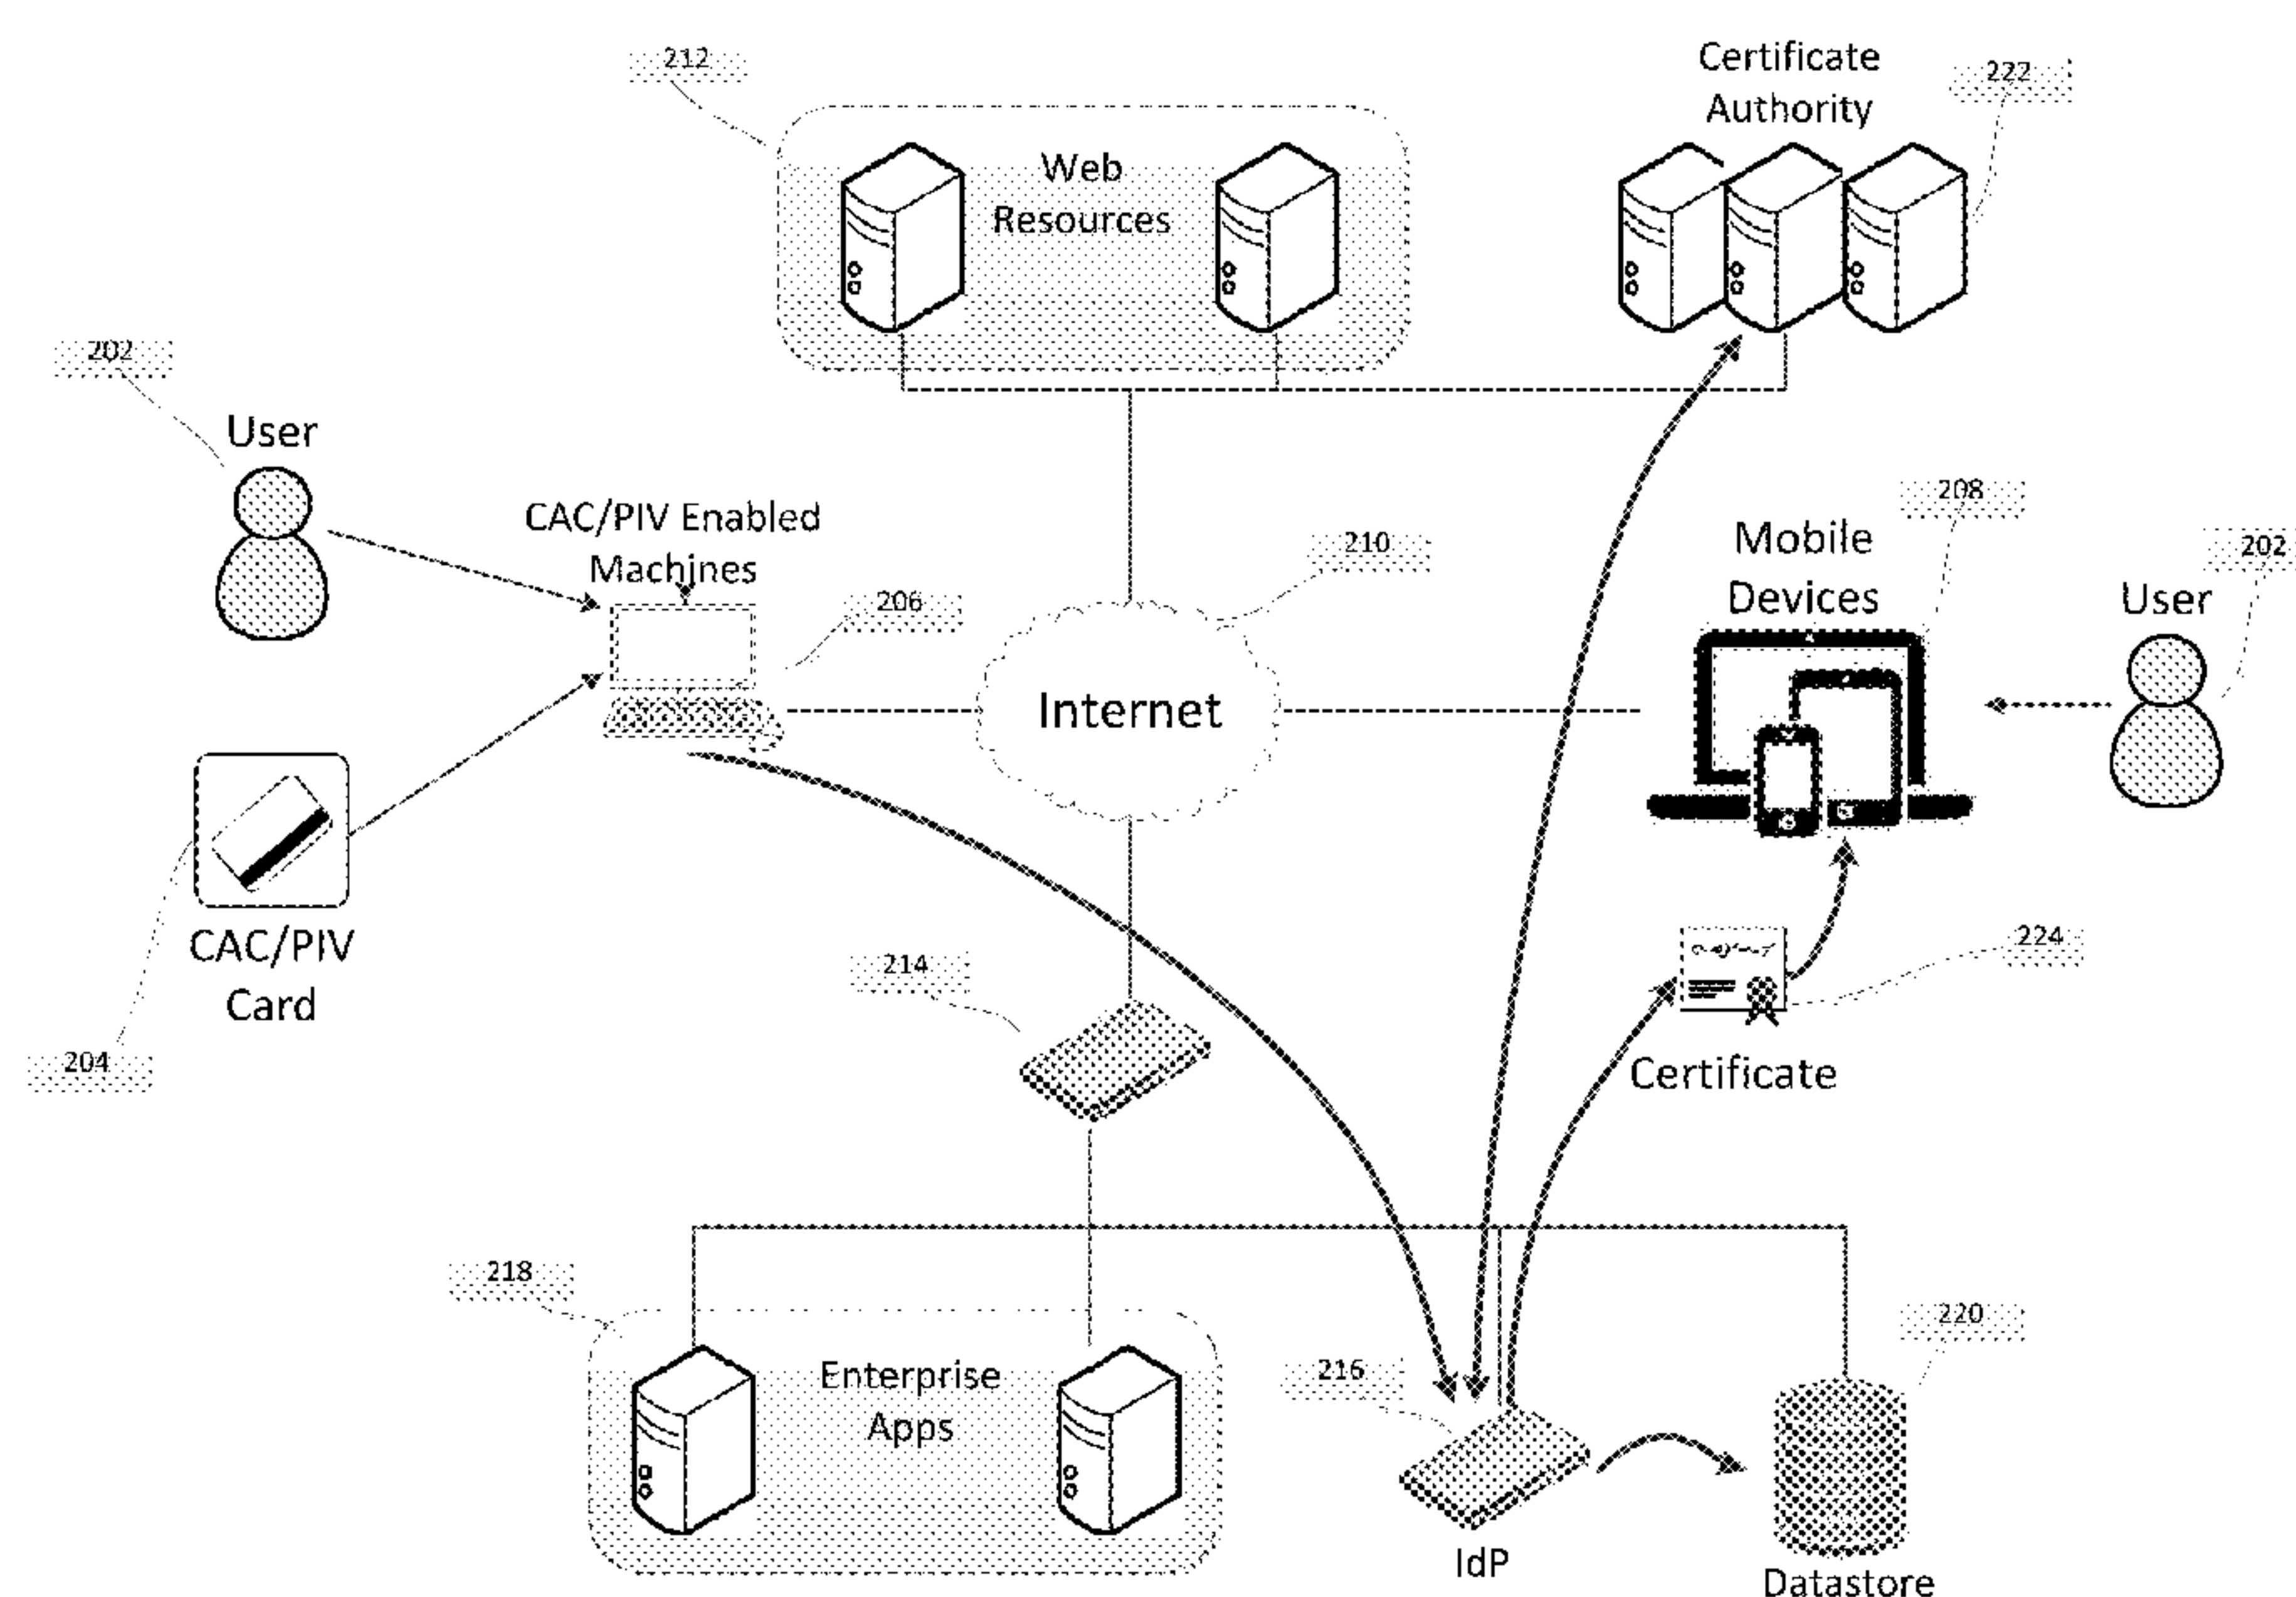 212
Certificate
Authority
222
Web
Resources
202
User
CAC/PIV Enabled
Machines
206
210
208
Mobile
Devices
202
User
Internet
CAC/PIV
Card
204
214
224
Certificate
218
Enterprise
Apps
216
220
IdP
Datastore